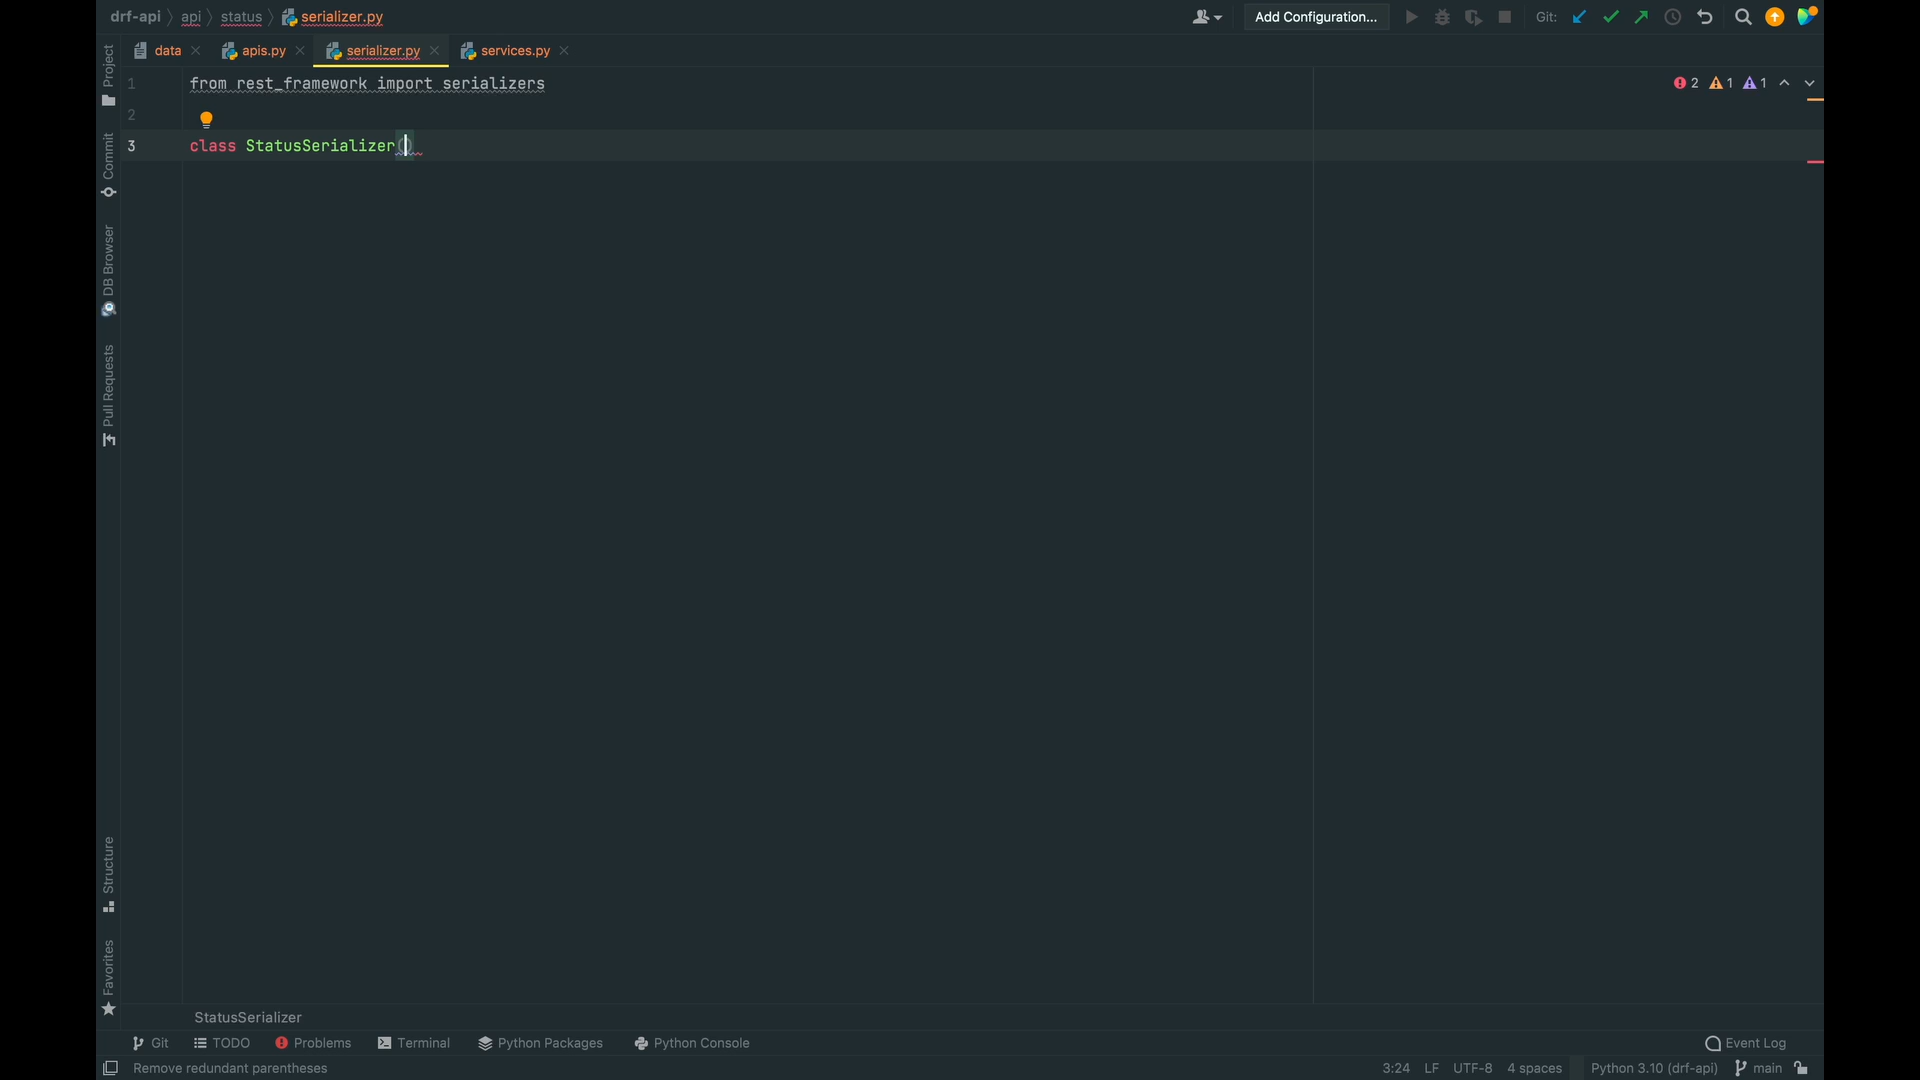 drf-api api status serializer.py Add Configuration... Git:
data apis.py serializer.py services.py
1 from rest_framework import serializers
2 1 1
2
3 class StatusSerializer()
Project
Commit
DB Browser
Pull Requests
Structure
Favorites
StatusSerializer
Git TODO Problems Terminal Python Packages Python Console Event Log
Remove redundant parentheses 3:24 LF UTF-8 4 spaces Python 3.10 (drf-api) main